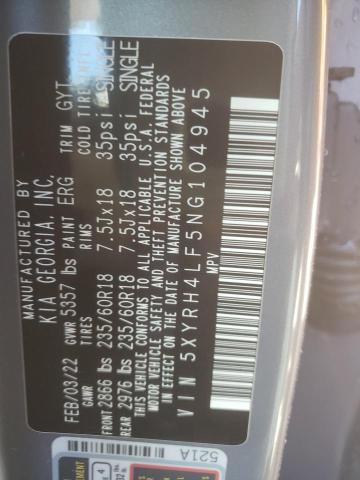 MANUFACTURED BY
KIA GEORGIA, INC.
FEB/03/22 GVWR 5357 lbs PAINT ERG TRIM GYT
GAWR TIRES RIMS COLD TIRE
FRONT 2866 lbs 235/60R18 7.5Jx18 35psi SINGLE
REAR 2976 lbs 235/60R18 7.5Jx18 35psi SINGLE
THIS VEHICLE CONFORMS TO ALL APPLICABLE U.S.A. FEDERAL
MOTOR VEHICLE SAFETY AND THEFT PREVENTION STANDARDS
IN EFFECT ON THE DATE OF MANUFACTURE SHOWN ABOVE
VIN 5XYRH4LF5NG104945
MPV
521A
4